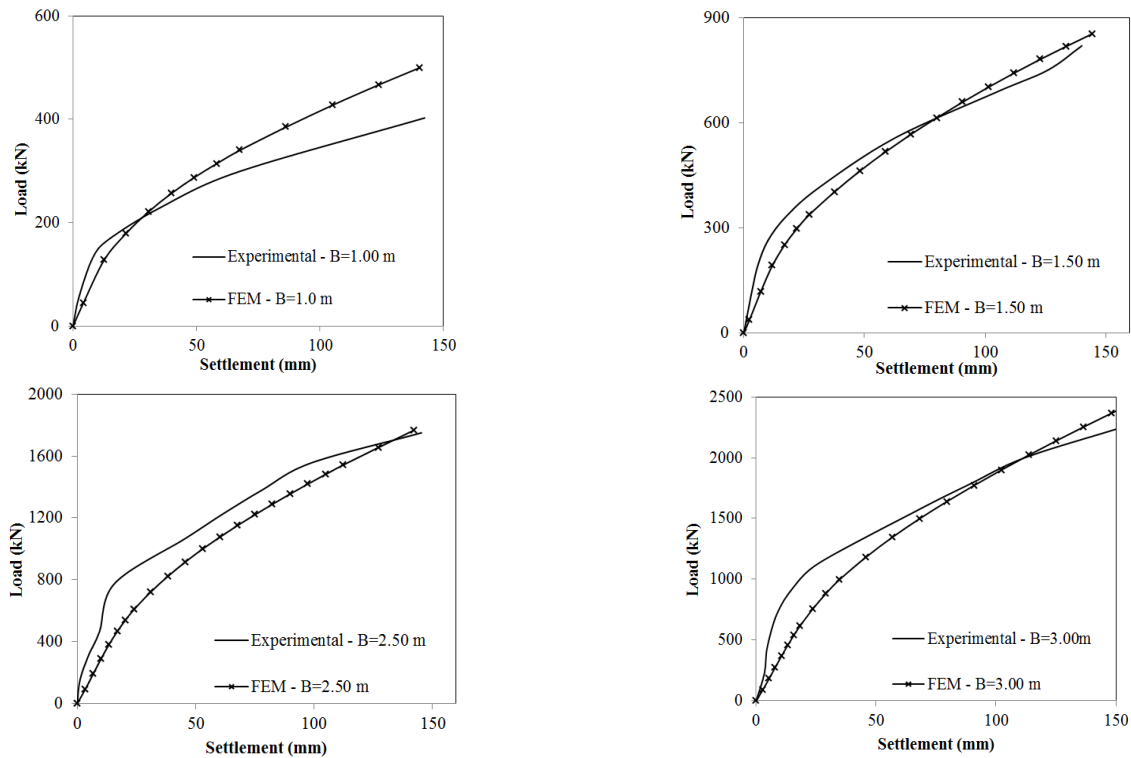 600
400
200
0
Load (kN)
Experimental - B=1.00 m
FEM - B=1.0 m
0 50 100 150
Settlement (mm)
900
600
300
0
Load (kN)
Experimental - B=1.50 m
FEM - B=1.50 m
0 50 100 150
Settlement (mm)
2000
1600
1200
800
400
0
Load (kN)
Experimental - B=2.50 m
FEM - B=2.50 m
0 50 100 150
Settlement (mm)
2500
2000
1500
1000
500
0
Load (kN)
Experimental - B=3.00m
FEM - B=3.00 m
0 50 100 150
Settlement (mm)